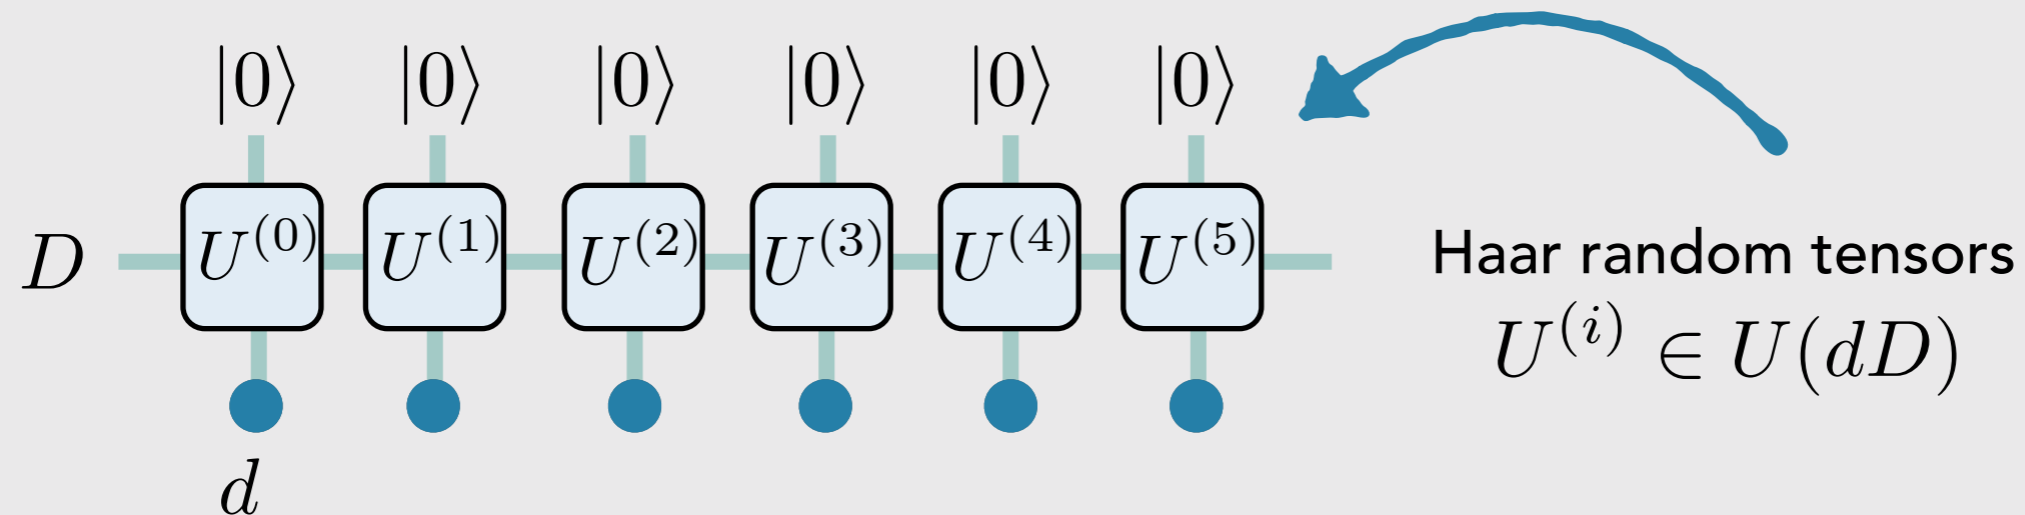 |0⟩ |0⟩ |0⟩ |0⟩ |0⟩ |0⟩
D U^(0) U^(1) U^(2) U^(3) U^(4) U^(5)
Haar random tensors
U^(i) ∈ U(dD)
d